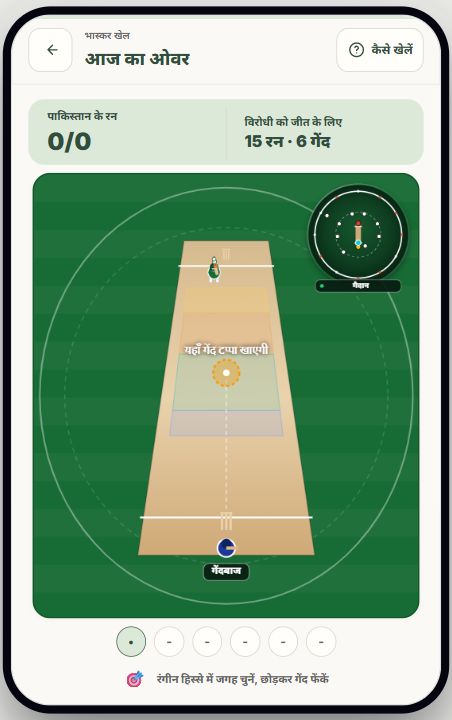 भास्कर खेल
आज का ओवर
कैसे खेलें
पाकिस्तान के रन
0/0
विरोधी को जीत के लिए
15 रन · 6 गेंद
मैदान
यहाँ गेंद टप्पा खाएगी
गेंदबाज
• - - - - -
रंगीन हिस्से में जगह चुनें, छोड़कर गेंद फेंकें